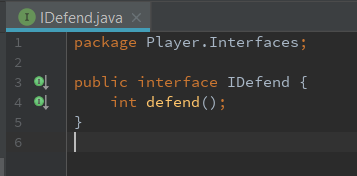 IDefend.java
1 package Player.Interfaces;
2
3 public interface IDefend {
4     int defend();
5 }
6